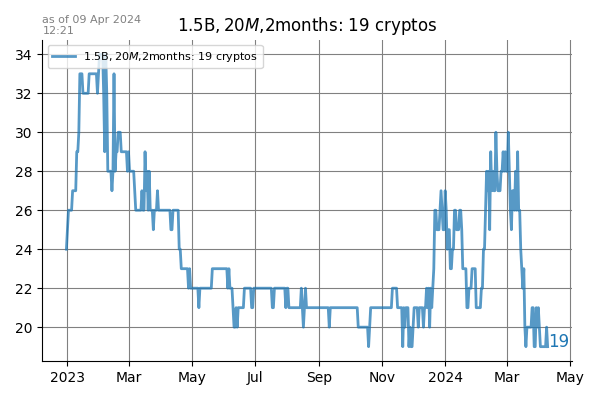 as of 09 Apr 2024
12:21
1.5B, 20M,2months: 19 cryptos
1.5B, 20M,2months: 19 cryptos
34
32
30
28
26
24
22
20
19
2023 Mar May Jul Sep Nov 2024 Mar May